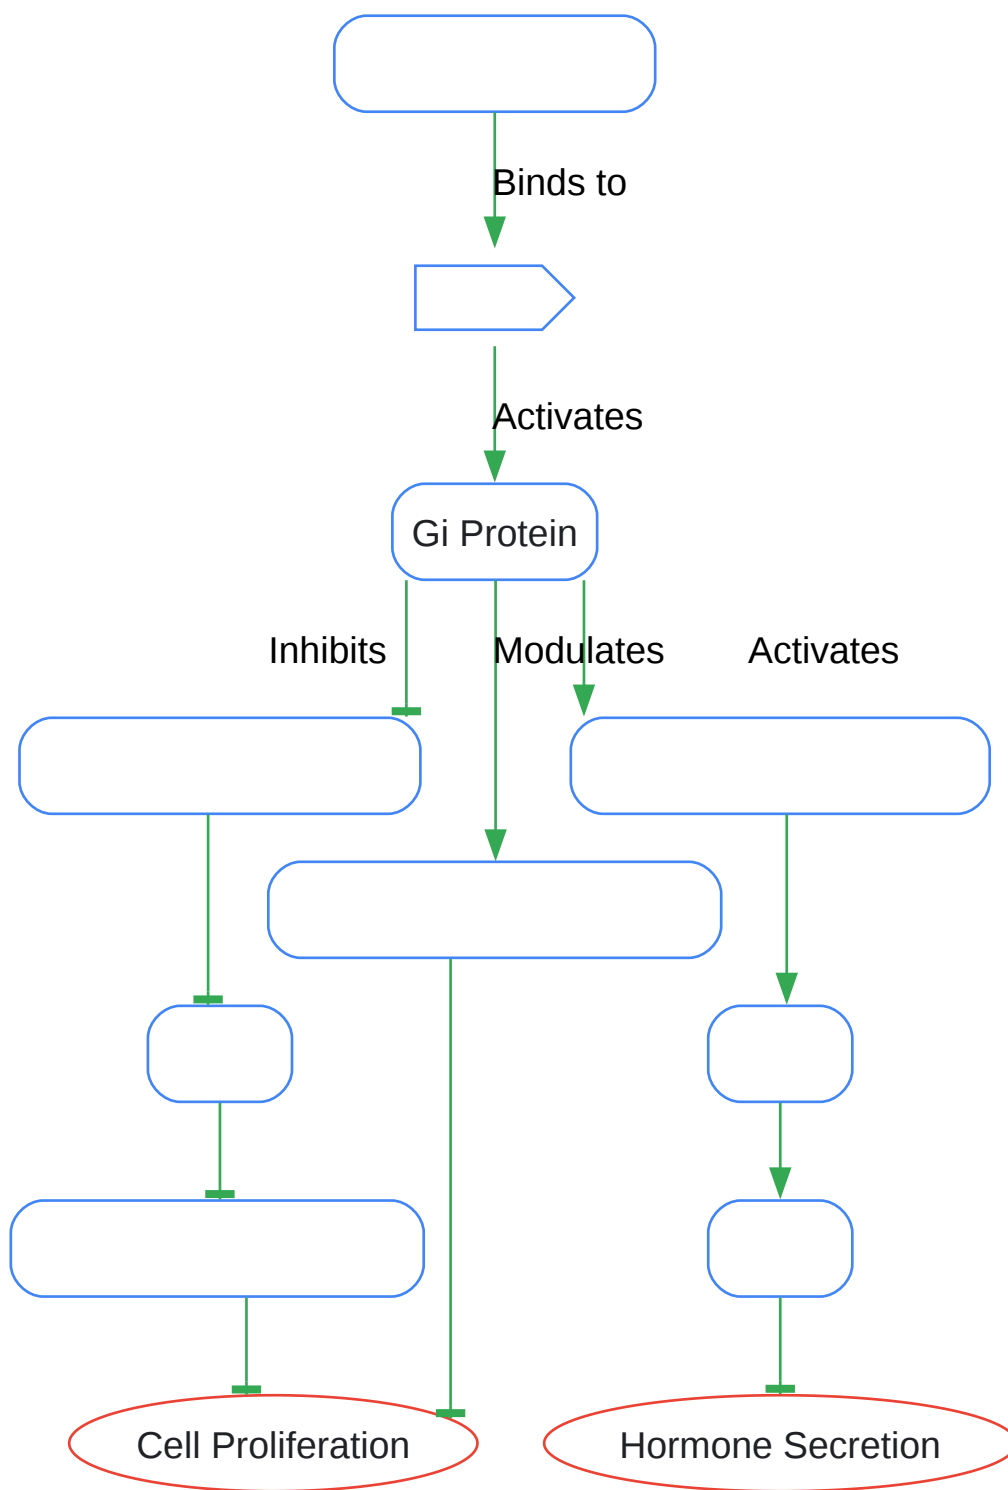 Binds to
Activates
Gi Protein
Inhibits
Modulates
Activates
Cell Proliferation
Hormone Secretion